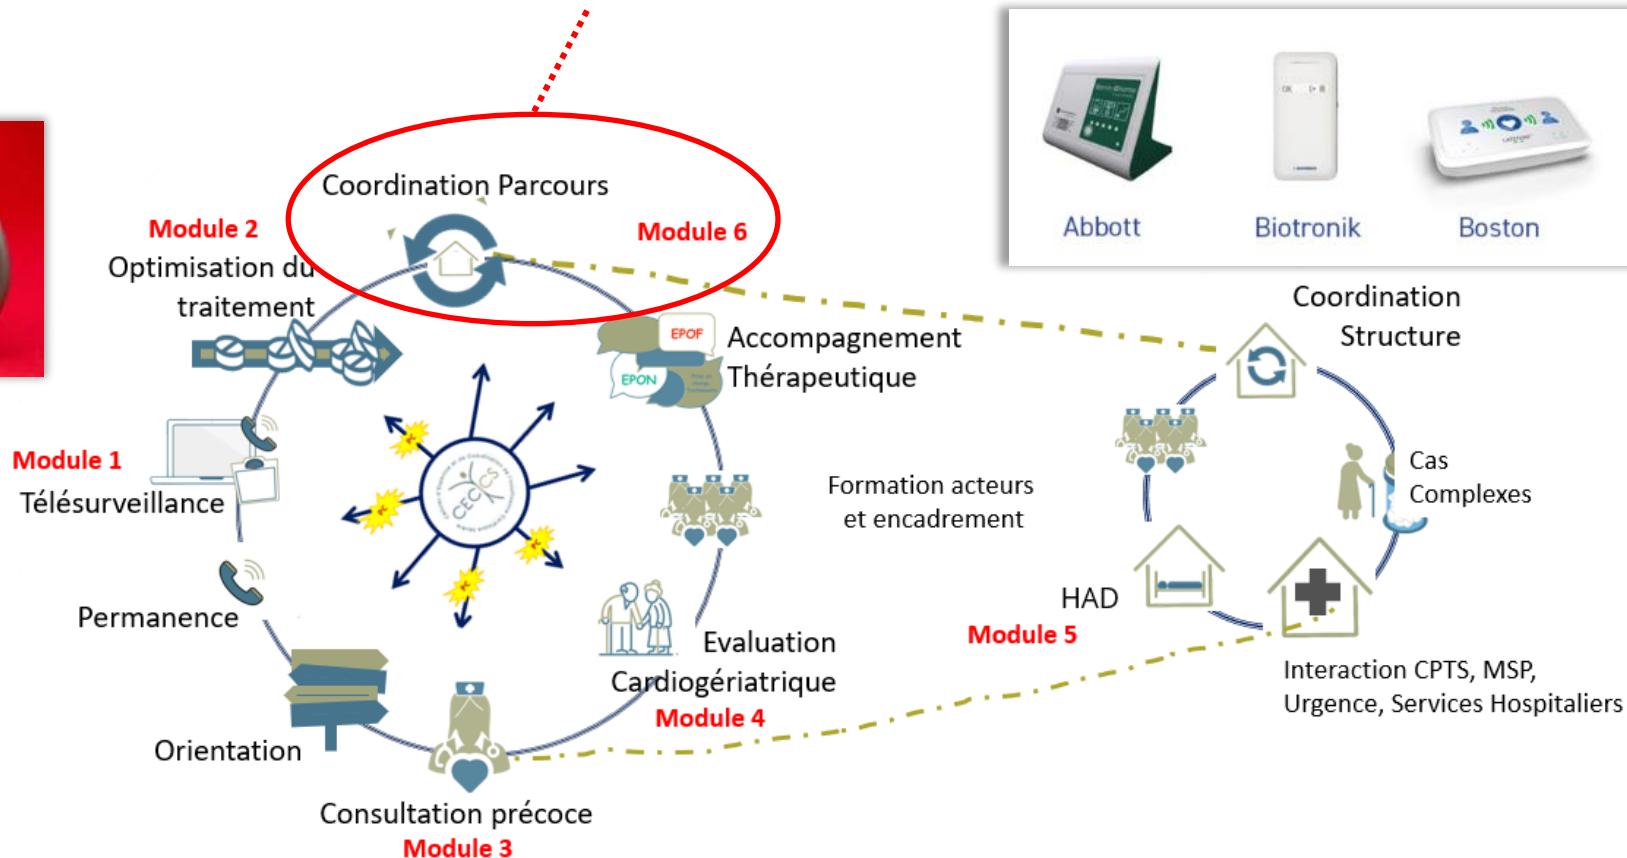 Abbott
Biotronik
Boston
Coordination Parcours
Module 2
Module 6
Optimisation du
traitement
EPOF
EPON
Accompagnement
Thérapeutique
Coordination
Structure
Module 1
Télésurveillance
CECICS
Formation acteurs
et encadrement
Cas
Complexes
Permanence
HAD
Module 5
Evaluation
Cardiogériatrique
Module 4
Interaction CPTS, MSP,
Urgence, Services Hospitaliers
Orientation
Consultation précoce
Module 3